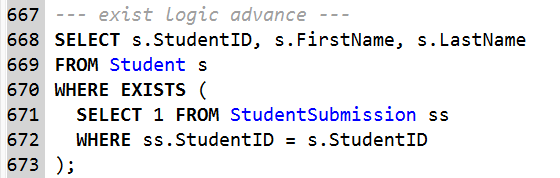 667 --- exist logic advance ---
668 SELECT s.StudentID, s.FirstName, s.LastName
669 FROM Student s
670 WHERE EXISTS (
671   SELECT 1 FROM StudentSubmission ss
672   WHERE ss.StudentID = s.StudentID
673 );